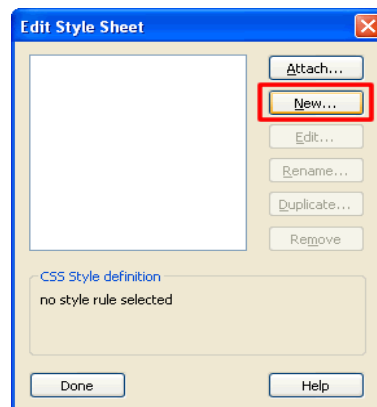 Edit Style Sheet
Attach...
New...
Edit...
Rename...
Duplicate...
Remove
CSS Style definition
no style rule selected
Done
Help